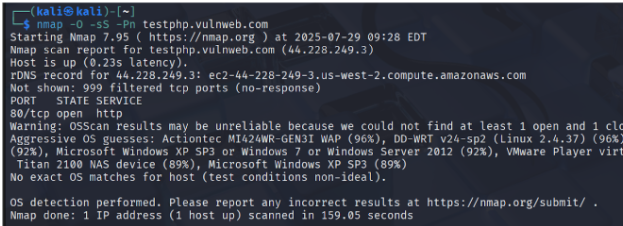 ┌──(kali㉿kali)-[~]
└─$ nmap -O -sS -Pn testphp.vulnweb.com
Starting Nmap 7.95 ( https://nmap.org ) at 2025-07-29 09:28 EDT
Nmap scan report for testphp.vulnweb.com (44.228.249.3)
Host is up (0.23s latency).
rDNS record for 44.228.249.3: ec2-44-228-249-3.us-west-2.compute.amazonaws.com
Not shown: 999 filtered tcp ports (no-response)
PORT   STATE SERVICE
80/tcp open  http
Warning: OSScan results may be unreliable because we could not find at least 1 open and 1 clo
Aggressive OS guesses: Actiontec MI424WR-GEN3I WAP (96%), DD-WRT v24-sp2 (Linux 2.4.37) (96%)
(92%), Microsoft Windows XP SP3 or Windows 7 or Windows Server 2012 (92%), VMware Player virt
Titan 2100 NAS device (89%), Microsoft Windows XP SP3 (89%)
No exact OS matches for host (test conditions non-ideal).
OS detection performed. Please report any incorrect results at https://nmap.org/submit/ .
Nmap done: 1 IP address (1 host up) scanned in 159.05 seconds